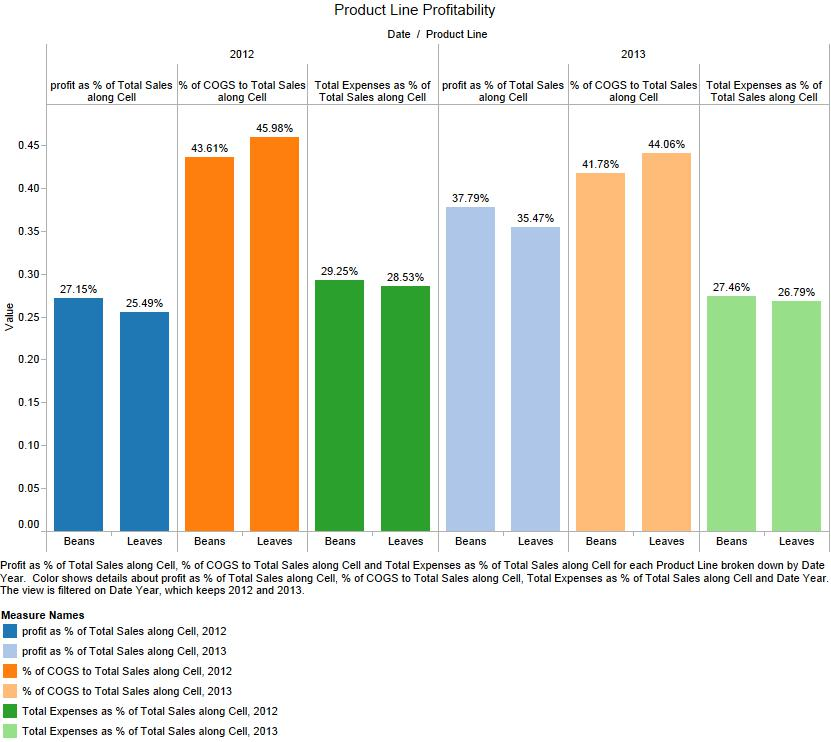 Product Line Profitability
Date / Product Line
2012
2013
profit as % of Total Sales
along Cell
% of COGS to Total Sales
along Cell
Total Expenses as % of
Total Sales along Cell
profit as % of Total Sales
along Cell
% of COGS to Total Sales
along Cell
Total Expenses as % of
Total Sales along Cell
Value
0.45
0.40
0.35
0.30
0.25
0.20
0.15
0.10
0.05
0.00
27.15%
25.49%
43.61%
45.98%
29.25%
28.53%
37.79%
35.47%
41.78%
44.06%
27.46%
26.79%
Beans
Leaves
Beans
Leaves
Beans
Leaves
Beans
Leaves
Beans
Leaves
Beans
Leaves
Profit as % of Total Sales along Cell, % of COGS to Total Sales along Cell and Total Expenses as % of Total Sales along Cell for each Product Line broken down by Date
Year. Color shows details about profit as % of Total Sales along Cell, % of COGS to Total Sales along Cell, Total Expenses as % of Total Sales along Cell and Date Year.
The view is filtered on Date Year, which keeps 2012 and 2013.
Measure Names
profit as % of Total Sales along Cell, 2012
profit as % of Total Sales along Cell, 2013
% of COGS to Total Sales along Cell, 2012
% of COGS to Total Sales along Cell, 2013
Total Expenses as % of Total Sales along Cell, 2012
Total Expenses as % of Total Sales along Cell, 2013